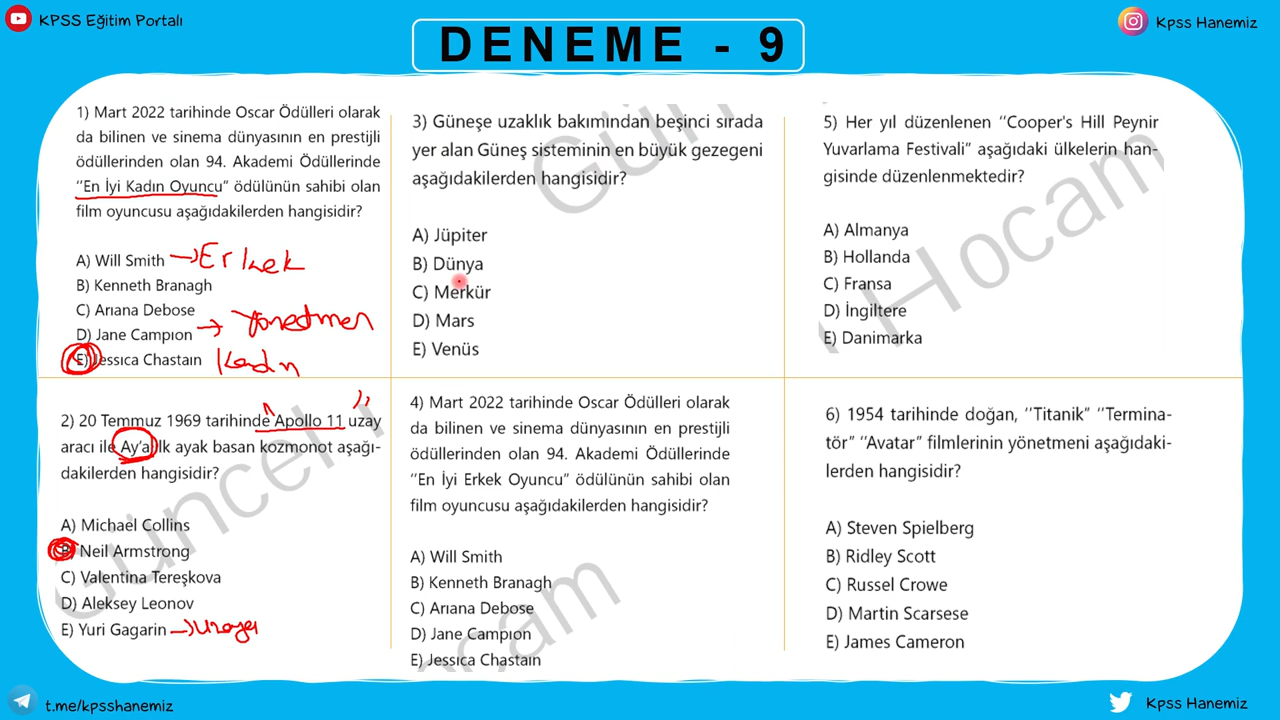 KPSS Eğitim Portalı
DENEME - 9
Kpss Hanemiz
1) Mart 2022 tarihinde Oscar Ödülleri olarak
da bilinen ve sinema dünyasının en prestijli
ödüllerinden olan 94. Akademi Ödüllerinde
“En İyi Kadın Oyuncu” ödülünün sahibi olan
film oyuncusu aşağıdakilerden hangisidir?
A) Will Smith → Erkek
B) Kenneth Branagh
C) Arıana Debose
D) Jane Campıon → Yönetmen
E) Jessıca Chastaın Kadın
2) 20 Temmuz 1969 tarihinde Apollo 11 uzay
aracı ile Ay'a ilk ayak basan kozmonot aşağı-
dakilerden hangisidir?
A) Michael Collins
B) Neil Armstrong
C) Valentina Tereşkova
D) Aleksey Leonov
E) Yuri Gagarin →
3) Güneşe uzaklık bakımından beşinci sırada
yer alan Güneş sisteminin en büyük gezegeni
aşağıdakilerden hangisidir?
A) Jüpiter
B) Dünya
C) Merkür
D) Mars
E) Venüs
4) Mart 2022 tarihinde Oscar Ödülleri olarak
da bilinen ve sinema dünyasının en prestijli
ödüllerinden olan 94. Akademi Ödüllerinde
“En İyi Erkek Oyuncu” ödülünün sahibi olan
film oyuncusu aşağıdakilerden hangisidir?
A) Will Smith
B) Kenneth Branagh
C) Arıana Debose
D) Jane Campıon
E) Jessıca Chastaın
5) Her yıl düzenlenen “Cooper's Hill Peynir
Yuvarlama Festivali” aşağıdaki ülkelerin han-
gisinde düzenlenmektedir?
A) Almanya
B) Hollanda
C) Fransa
D) İngiltere
E) Danimarka
6) 1954 tarihinde doğan, “Titanik” “Termina-
tör” “Avatar” filmlerinin yönetmeni aşağıdaki-
lerden hangisidir?
A) Steven Spielberg
B) Ridley Scott
C) Russel Crowe
D) Martin Scarsese
E) James Cameron
t.me/kpsshanemiz
Kpss Hanemiz